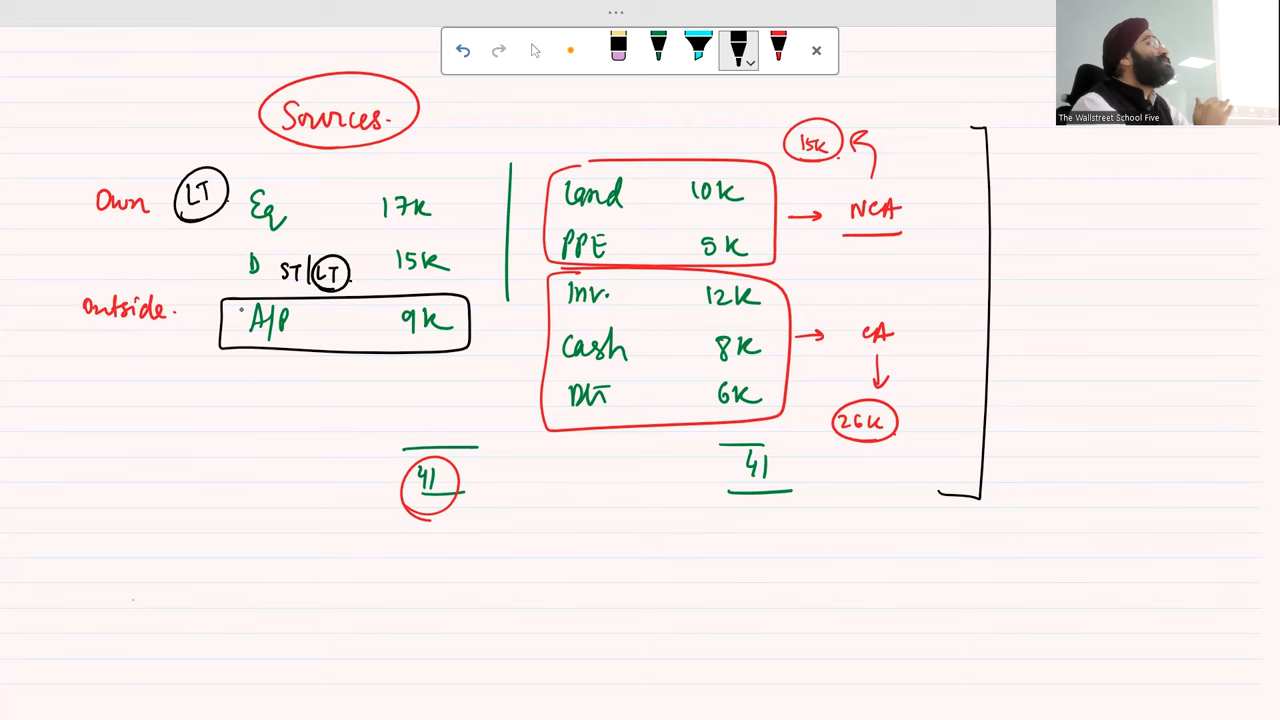 The Wallstreet School Five
Sources.
Own LT Eq 17K
D ST|LT. 15K
outside. A/P 9K
41
Land 10K
PPE 5K
Inv. 12K
Cash 8K
Dbt 6K
41
15K
NCA
CA
26K